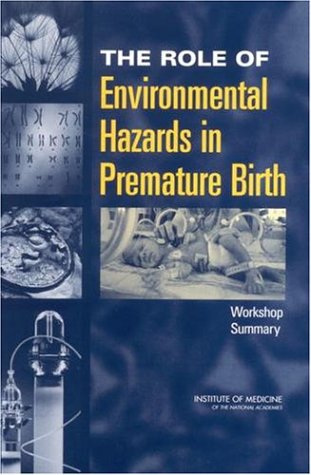 THE ROLE OF
Environmental
Hazards in
Premature Birth
Workshop
Summary
INSTITUTE OF MEDICINE
OF THE NATIONAL ACADEMIES